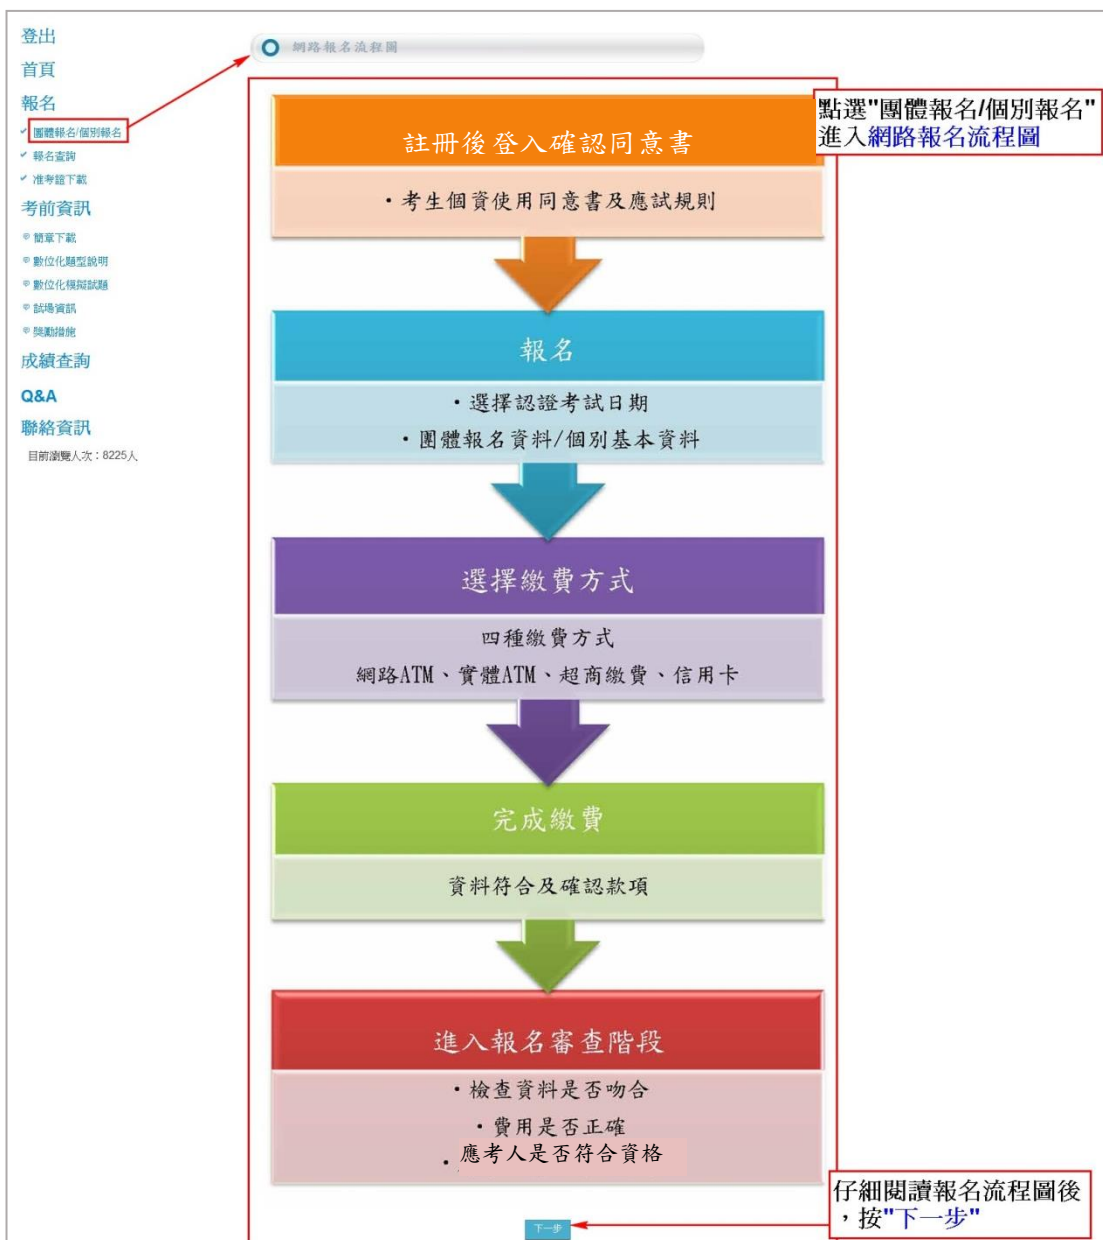 登出
首頁
報名
團體報名/個別報名
報名查詢
准考證下載
考前資訊
簡章下載
數位化題型說明
數位化模擬試題
試場資訊
獎勵措施
成績查詢
Q&A
聯絡資訊
目前瀏覽人次：8225人
網路報名流程圖
點選"團體報名/個別報名"
進入網路報名流程圖
註冊後登入確認同意書
・考生個資使用同意書及應試規則
報名
・選擇認證考試日期
・團體報名資料/個別基本資料
選擇繳費方式
四種繳費方式
網路ATM、實體ATM、超商繳費、信用卡
完成繳費
資料符合及確認款項
進入報名審查階段
・檢查資料是否吻合
・費用是否正確
・應考人是否符合資格
仔細閱讀報名流程圖後
，按"下一步"
下一步